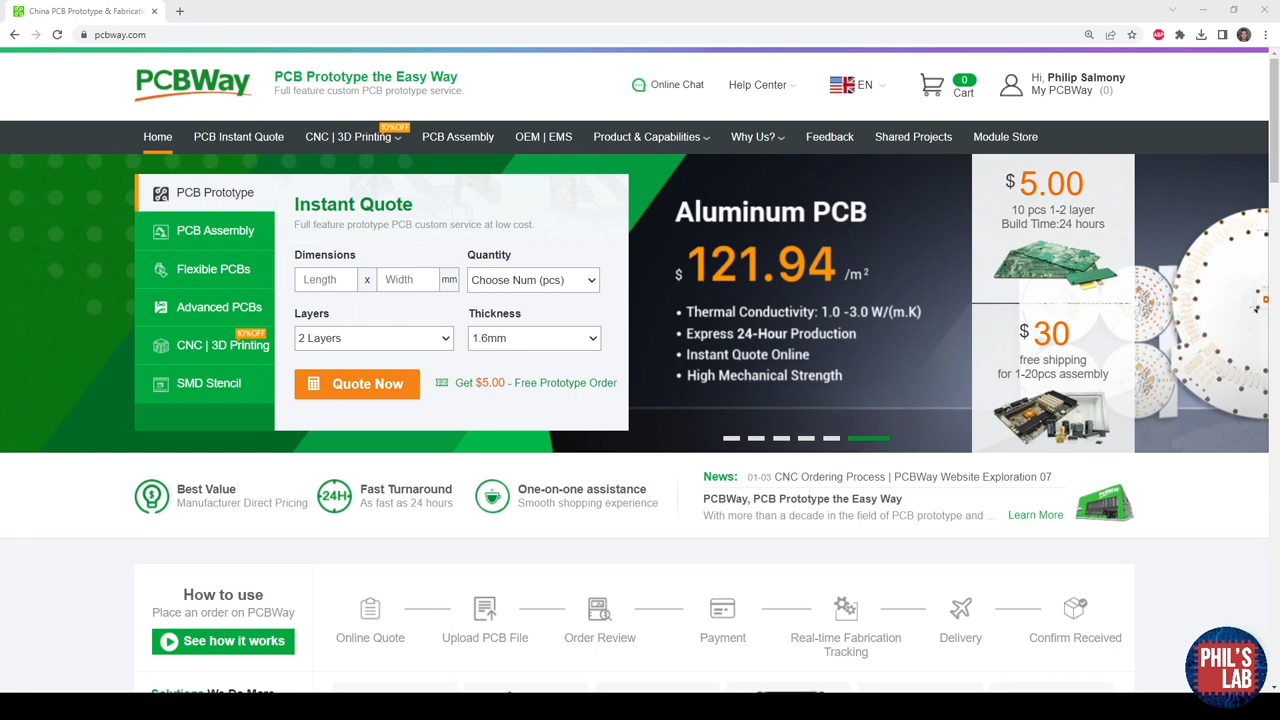 China PCB Prototype & Fabricati
pcbway.com
ABP
PCBWay
PCB Prototype the Easy Way
Full feature custom PCB prototype service.
Online Chat
Help Center
EN
0
Cart
Hi, Philip Salmony
My PCBWay (0)
10%OFF
Home
PCB Instant Quote
CNC | 3D Printing
PCB Assembly
OEM | EMS
Product & Capabilities
Why Us?
Feedback
Shared Projects
Module Store
PCB Prototype
PCB Assembly
Flexible PCBs
Advanced PCBs
10%OFF
CNC | 3D Printing
SMD Stencil
Instant Quote
Full feature prototype PCB custom service at low cost.
Dimensions
Quantity
Length x Width mm
Choose Num (pcs)
Layers
Thickness
2 Layers
1.6mm
Quote Now
Get $5.00 - Free Prototype Order
Aluminum PCB
$ 121.94 /m²
• Thermal Conductivity: 1.0 -3.0 W/(m.K)
• Express 24-Hour Production
• Instant Quote Online
• High Mechanical Strength
$ 5.00
10 pcs 1-2 layer
Build Time:24 hours
$ 30
free shipping
for 1-20pcs assembly
Best Value
Manufacturer Direct Pricing
24H
Fast Turnaround
As fast as 24 hours
One-on-one assistance
Smooth shopping experience
News: 01-03 CNC Ordering Process | PCBWay Website Exploration 07
PCBWay, PCB Prototype the Easy Way
With more than a decade in the field of PCB prototype and ... Learn More
How to use
Place an order on PCBWay
See how it works
Online Quote
Upload PCB File
Order Review
Payment
Real-time Fabrication
Tracking
Delivery
Confirm Received
Solutions We Do More
PHIL'S
LAB